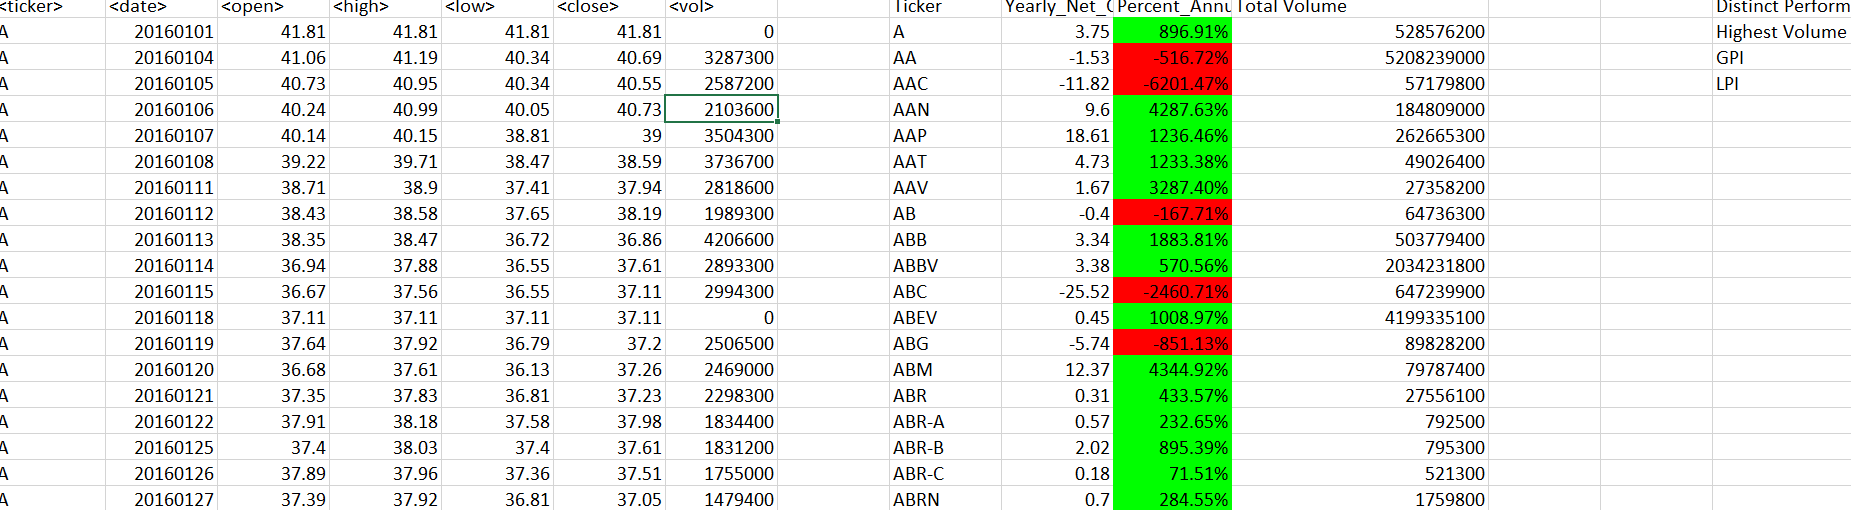 <ticker> <date> <open> <high> <low> <close> <vol> Ticker Yearly_Net_ Percent_Annu Total Volume Distinct Perform
A 20160101 41.81 41.81 41.81 41.81 0 A 3.75 896.91% 528576200 Highest Volume
A 20160104 41.06 41.19 40.34 40.69 3287300 AA -1.53 -516.72% 5208239800 GPI
A 20160105 40.73 40.95 40.34 40.55 2587200 AAC -11.82 -6201.47% 57179800 LPI
A 20160106 40.24 40.99 40.05 40.73 2103600 AAN 9.6 4287.63% 184809000
A 20160107 40.14 40.15 38.81 39 3504300 AAP 18.61 1236.46% 262665300
A 20160108 39.22 39.71 38.47 38.59 3736700 AAT 4.73 1233.38% 49026400
A 20160111 38.71 38.9 37.41 37.94 2818600 AAV 1.67 3287.40% 27358200
A 20160112 38.43 38.58 37.65 38.19 1989300 AB -0.4 -167.71% 64736300
A 20160113 38.35 38.47 36.72 36.86 4206600 ABB 3.34 1883.81% 503779400
A 20160114 36.94 37.88 36.55 37.61 2893300 ABBV 3.38 570.56% 2034231800
A 20160115 36.67 37.56 36.55 37.11 2994300 ABC -25.52 -2460.71% 647239900
A 20160118 37.11 37.11 37.11 37.11 0 ABEV 0.45 1008.97% 4199335100
A 20160119 37.64 37.92 36.79 37.2 2506500 ABG -5.74 -851.13% 89828200
A 20160120 36.68 37.61 36.13 37.26 2469000 ABM 12.37 4344.92% 79787400
A 20160121 37.35 37.83 36.81 37.23 2298300 ABR 0.31 433.57% 27556100
A 20160122 37.91 38.18 37.58 37.98 1834400 ABR-A 0.57 232.65% 792500
A 20160125 37.4 38.03 37.4 37.61 1831200 ABR-B 2.02 895.39% 795300
A 20160126 37.89 37.96 37.36 37.51 1755000 ABR-C 0.18 71.51% 521300
A 20160127 37.39 37.92 36.81 37.05 1479400 ABRN 0.7 284.55% 1759800